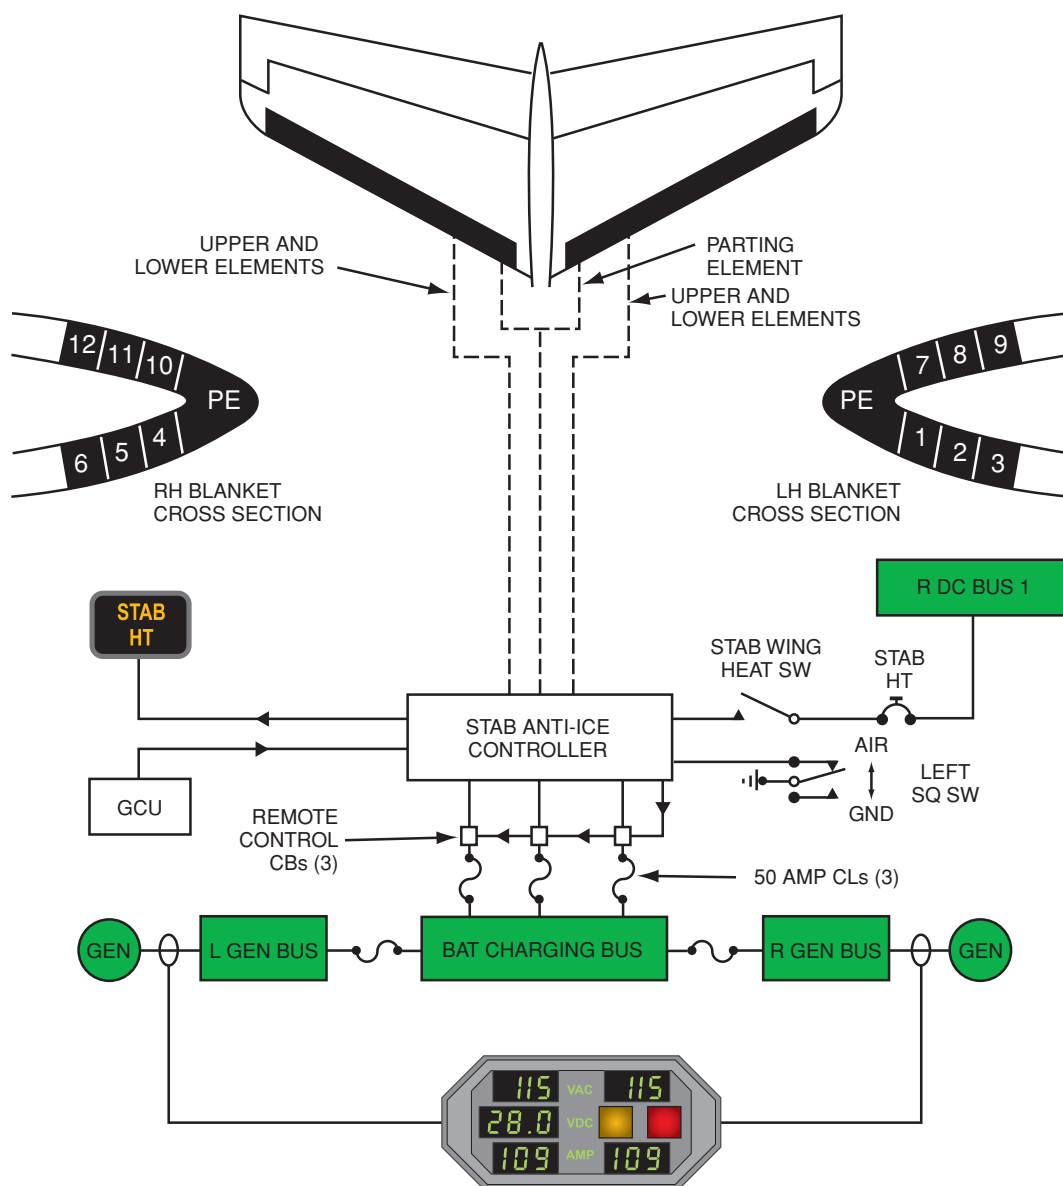 UPPER AND
LOWER ELEMENTS
PARTING
ELEMENT
UPPER AND
LOWER ELEMENTS
12
11
10
PE
4
5
6
RH BLANKET
CROSS SECTION
7
8
9
PE
1
2
3
LH BLANKET
CROSS SECTION
R DC BUS 1
STAB
HT
STAB WING
HEAT SW
STAB
HT
STAB ANTI-ICE
CONTROLLER
AIR
LEFT
SQ SW
GND
GCU
REMOTE
CONTROL
CBs (3)
50 AMP CLs (3)
GEN
L GEN BUS
BAT CHARGING BUS
R GEN BUS
GEN
115 VAC 115
28.0 VDC
109 AMP 109